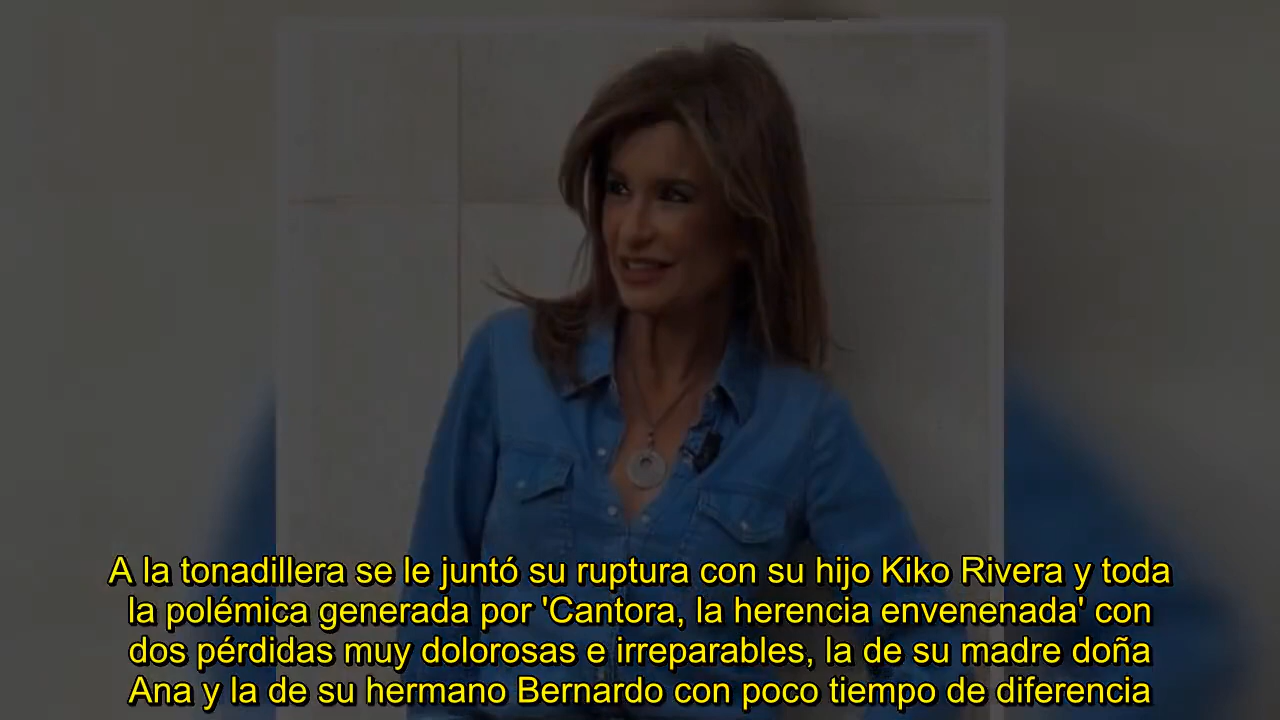 A la tonadillera se le juntó su ruptura con su hijo Kiko Rivera y toda
la polémica generada por 'Cantora, la herencia envenenada' con
dos pérdidas muy dolorosas e irreparables, la de su madre doña
Ana y la de su hermano Bernardo con poco tiempo de diferencia